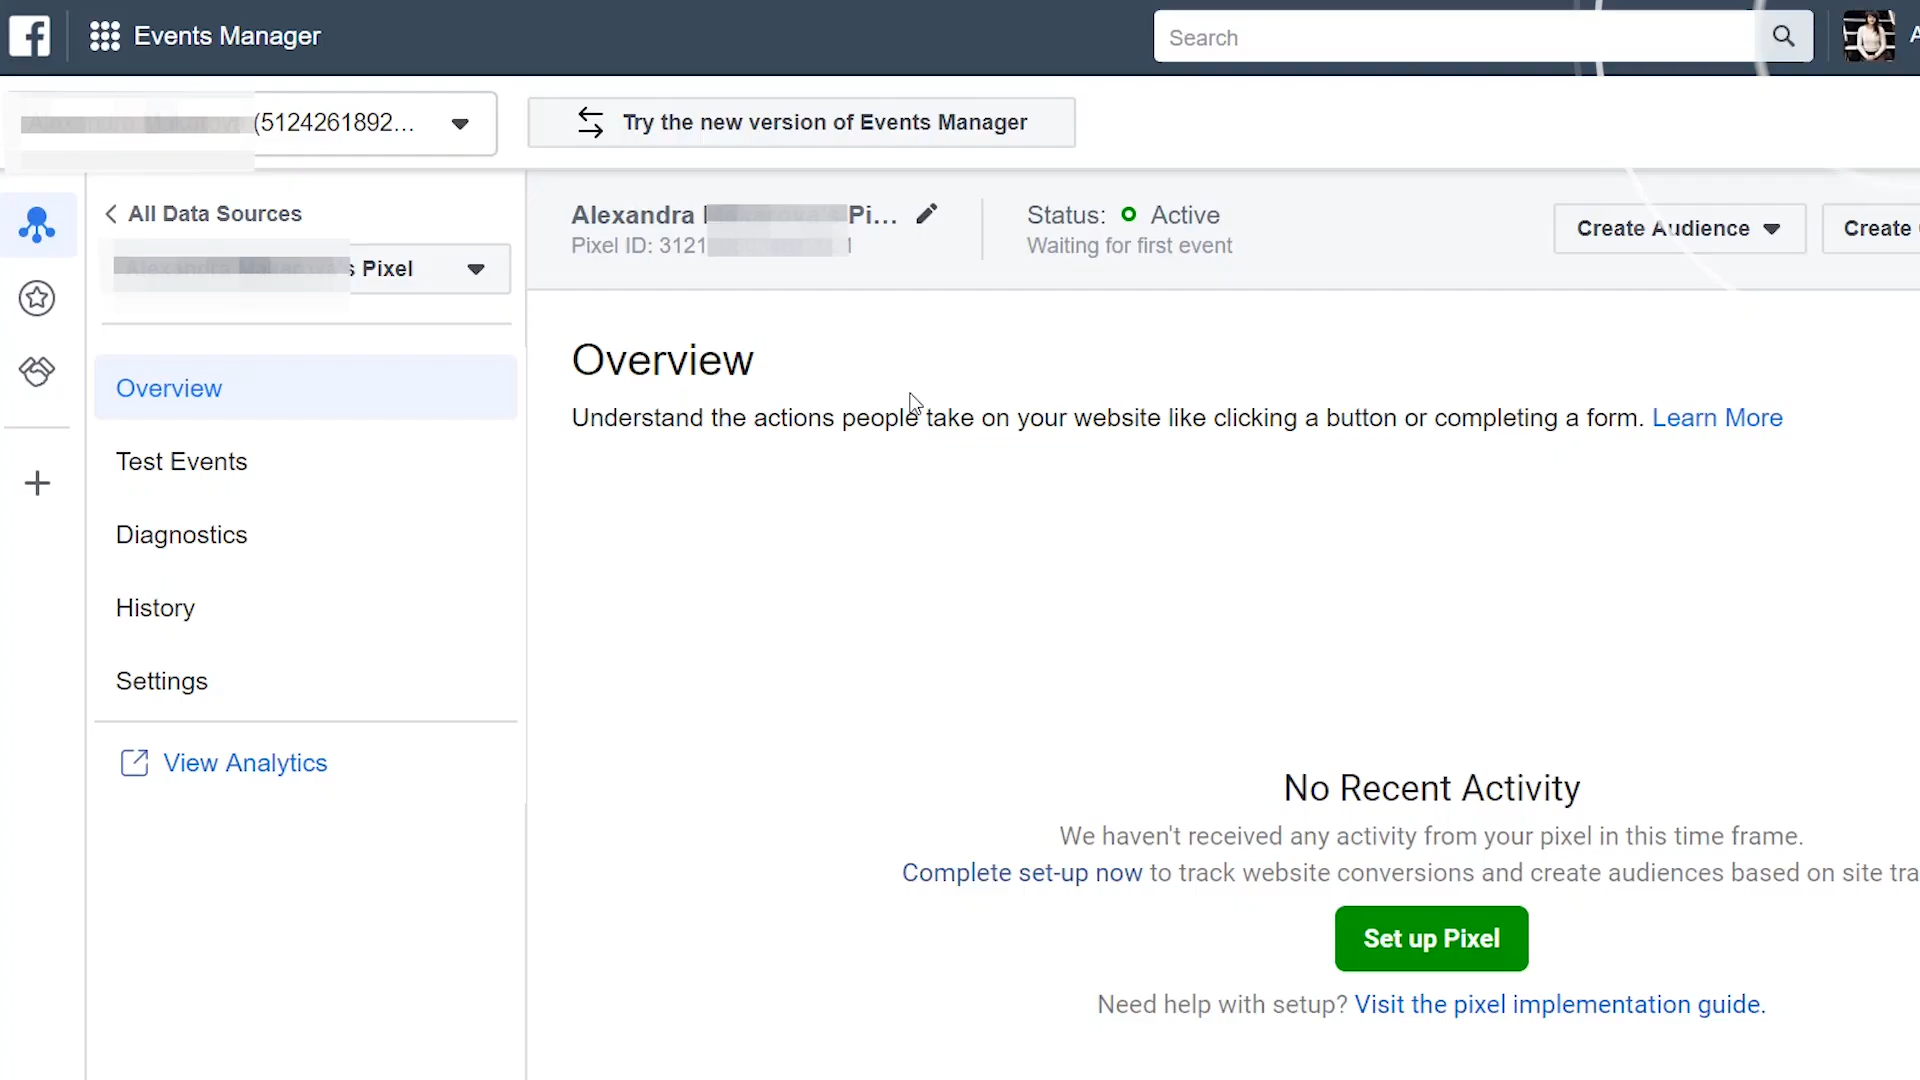 Events Manager
Search
A
(5124261892...
Try the new version of Events Manager
All Data Sources
Pixel
Alexandra Pi...
Pixel ID: 3121
Status: Active
Waiting for first event
Create Audience
Create
Overview
Test Events
Diagnostics
History
Settings
View Analytics
Overview
Understand the actions people take on your website like clicking a button or completing a form. Learn More
No Recent Activity
We haven't received any activity from your pixel in this time frame.
Complete set-up now to track website conversions and create audiences based on site tra
Set up Pixel
Need help with setup? Visit the pixel implementation guide.